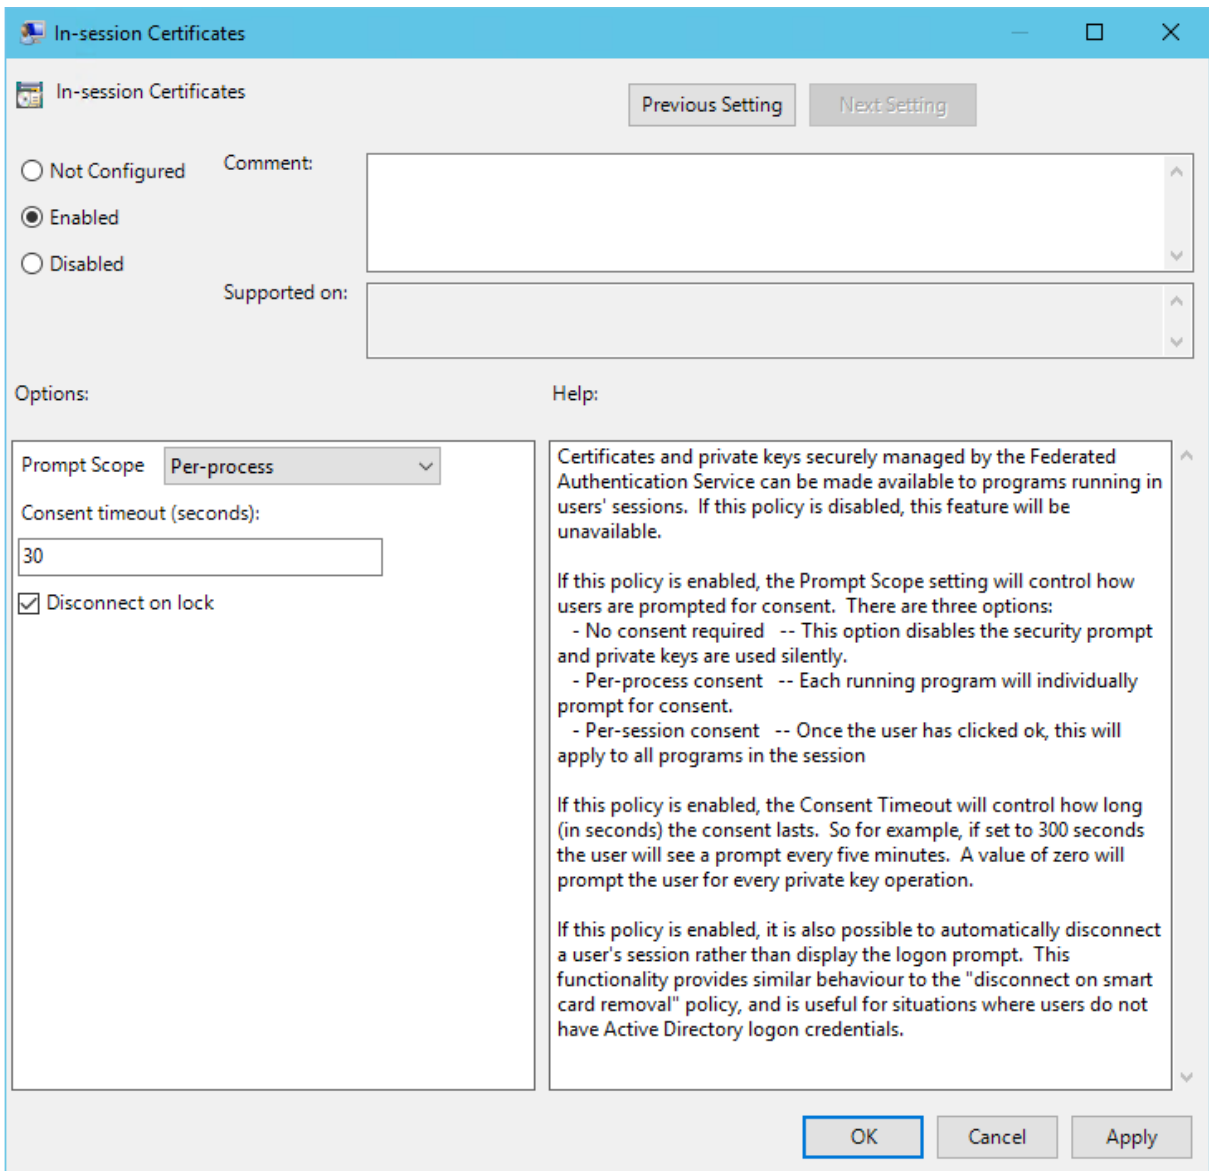 In-session Certificates
In-session Certificates
Previous Setting
Next Setting
Not Configured
Comment:
Enabled
Disabled
Supported on:
Options:
Help:
Prompt Scope
Per-process
Consent timeout (seconds):
30
Disconnect on lock
Certificates and private keys securely managed by the Federated
Authentication Service can be made available to programs running in
users' sessions.  If this policy is disabled, this feature will be
unavailable.
If this policy is enabled, the Prompt Scope setting will control how
users are prompted for consent.  There are three options:
- No consent required   -- This option disables the security prompt
and private keys are used silently.
- Per-process consent   -- Each running program will individually
prompt for consent.
- Per-session consent   -- Once the user has clicked ok, this will
apply to all programs in the session
If this policy is enabled, the Consent Timeout will control how long
(in seconds) the consent lasts.  So for example, if set to 300 seconds
the user will see a prompt every five minutes.  A value of zero will
prompt the user for every private key operation.
If this policy is enabled, it is also possible to automatically disconnect
a user's session rather than display the logon prompt.  This
functionality provides similar behaviour to the "disconnect on smart
card removal" policy, and is useful for situations where users do not
have Active Directory logon credentials.
OK
Cancel
Apply